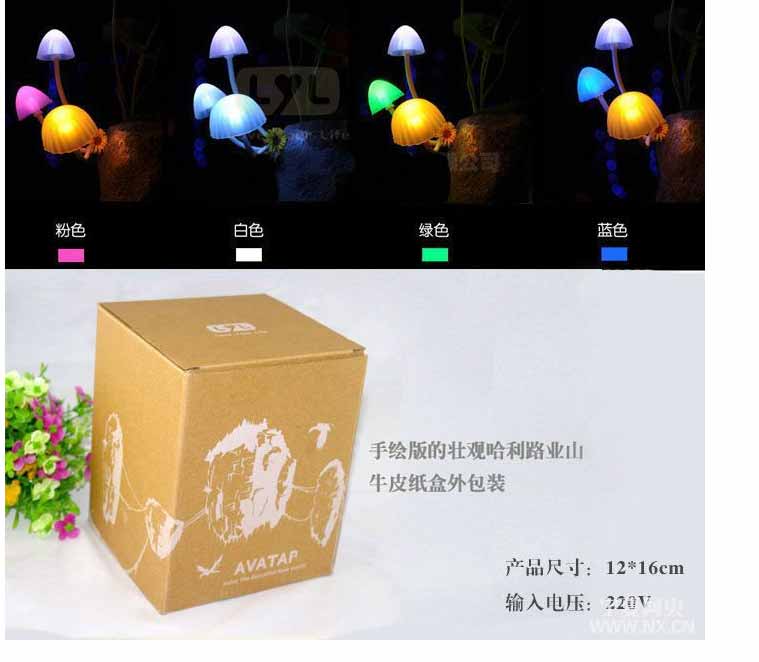 粉色
白色
绿色
蓝色
L L
AVATAR
手绘版的壮观哈利路业山
牛皮纸盒外包装
产品尺寸：12*16cm
输入电压：220V
WWW.NX.CN